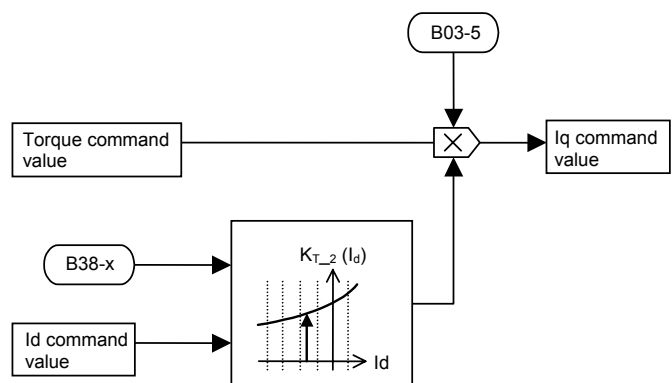 B03-5
Torque command
value
Iq command
value
K_T_2 (I_d)
B38-x
Id command
value
Id